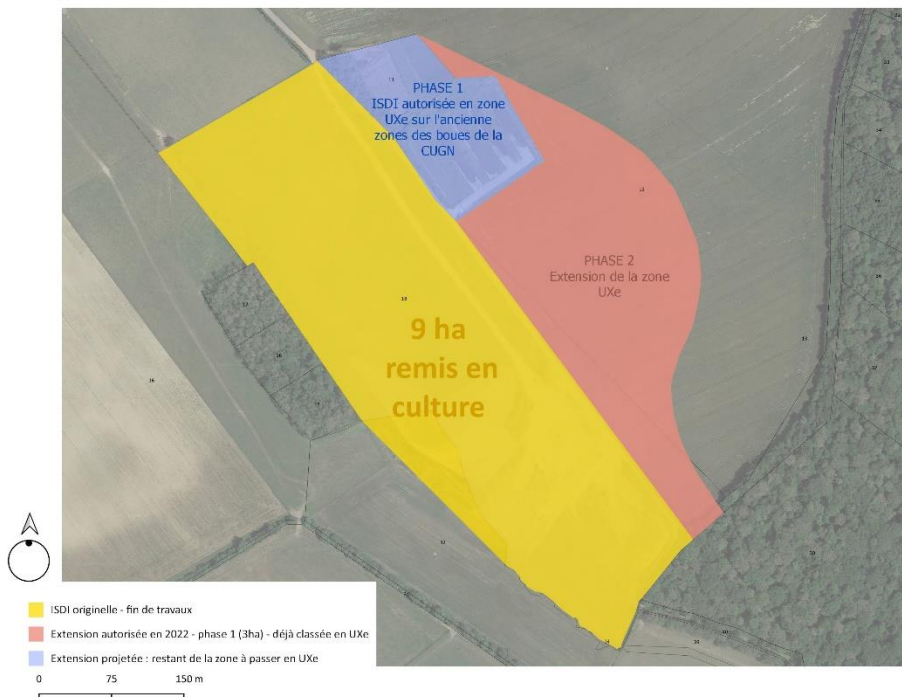 PHASE 1
ISDI autorisée en zone
UXe sur l'ancienne
zones des boues de la
CUGN
PHASE 2
Extension de la zone
UXe
9 ha
remis en
culture
ISDI originelle - fin de travaux
Extension autorisée en 2022 - phase 1 (3ha) - déjà classée en UXe
Extension projetée : restant de la zone à passer en UXe
0 75 150 m